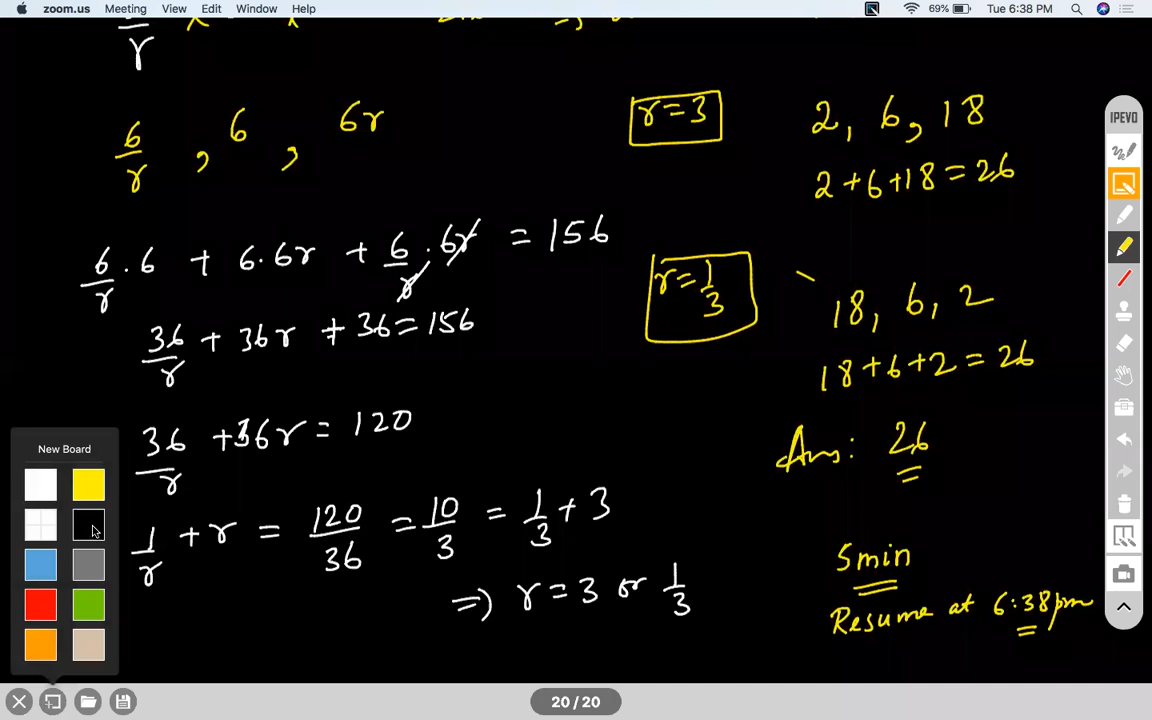 zoom.us Meeting View Edit Window Help 69% Tue 6:38 PM
r
6/r , 6 , 6r
r=3
2, 6, 18
2+6+18=26
IPEVO
6/r · 6 + 6·6r + 6/r · 6r = 156
r=1/3
18, 6, 2
36/r + 36r + 36=156
18+6+2=26
36/r +36r = 120
Ans: 26
New Board
1/r + r = 120/36 = 10/3 = 1/3 + 3
=> r=3 or 1/3
5min
Resume at 6:38pm
20/20